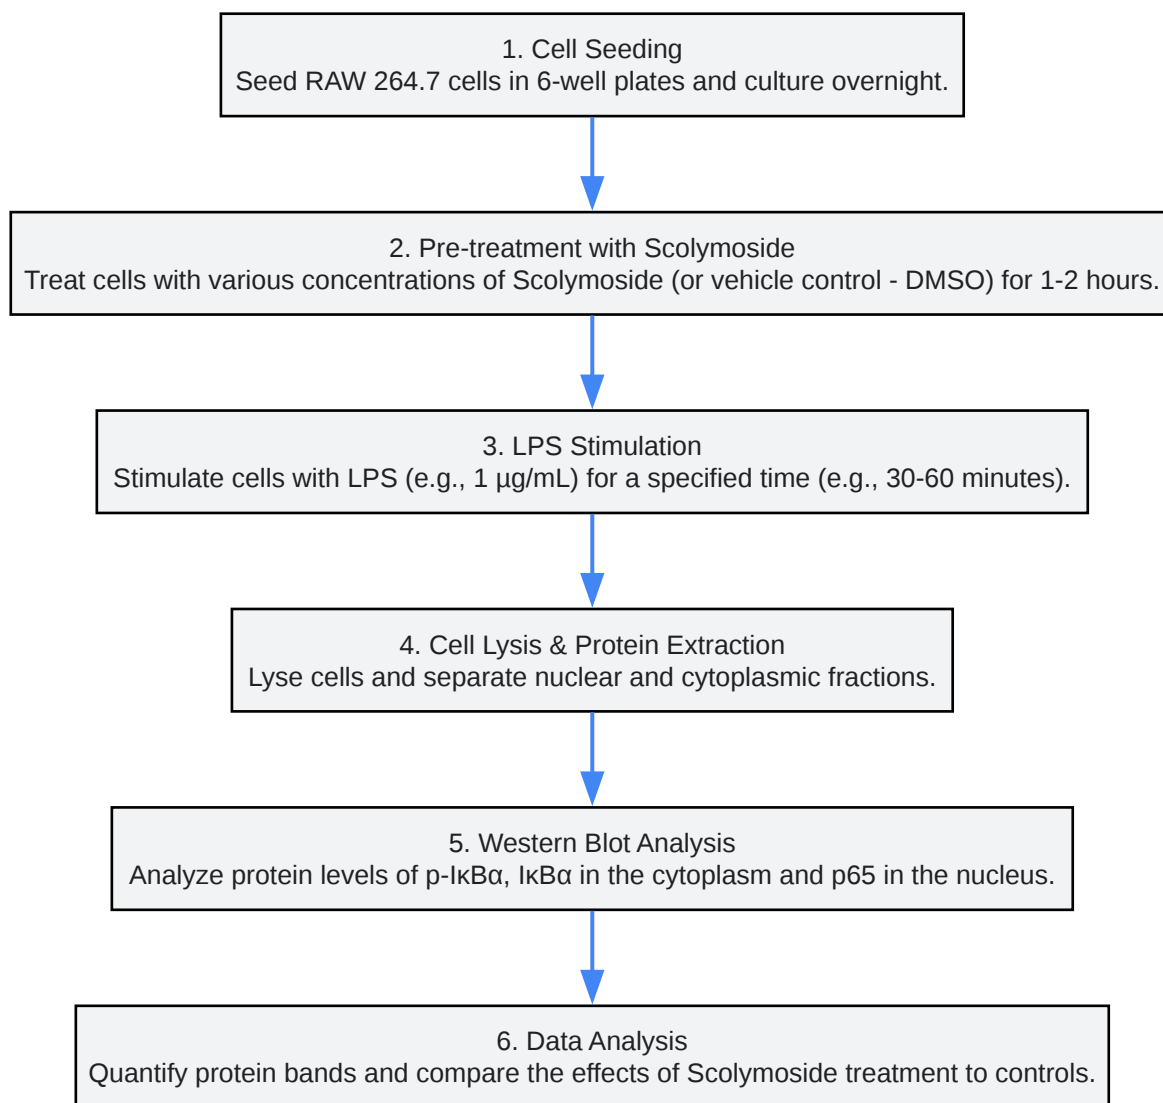 1. Cell Seeding
Seed RAW 264.7 cells in 6-well plates and culture overnight.
2. Pre-treatment with Scolymoside
Treat cells with various concentrations of Scolymoside (or vehicle control - DMSO) for 1-2 hours.
3. LPS Stimulation
Stimulate cells with LPS (e.g., 1 µg/mL) for a specified time (e.g., 30-60 minutes).
4. Cell Lysis & Protein Extraction
Lyse cells and separate nuclear and cytoplasmic fractions.
5. Western Blot Analysis
Analyze protein levels of p-IκBα, IκBα in the cytoplasm and p65 in the nucleus.
6. Data Analysis
Quantify protein bands and compare the effects of Scolymoside treatment to controls.